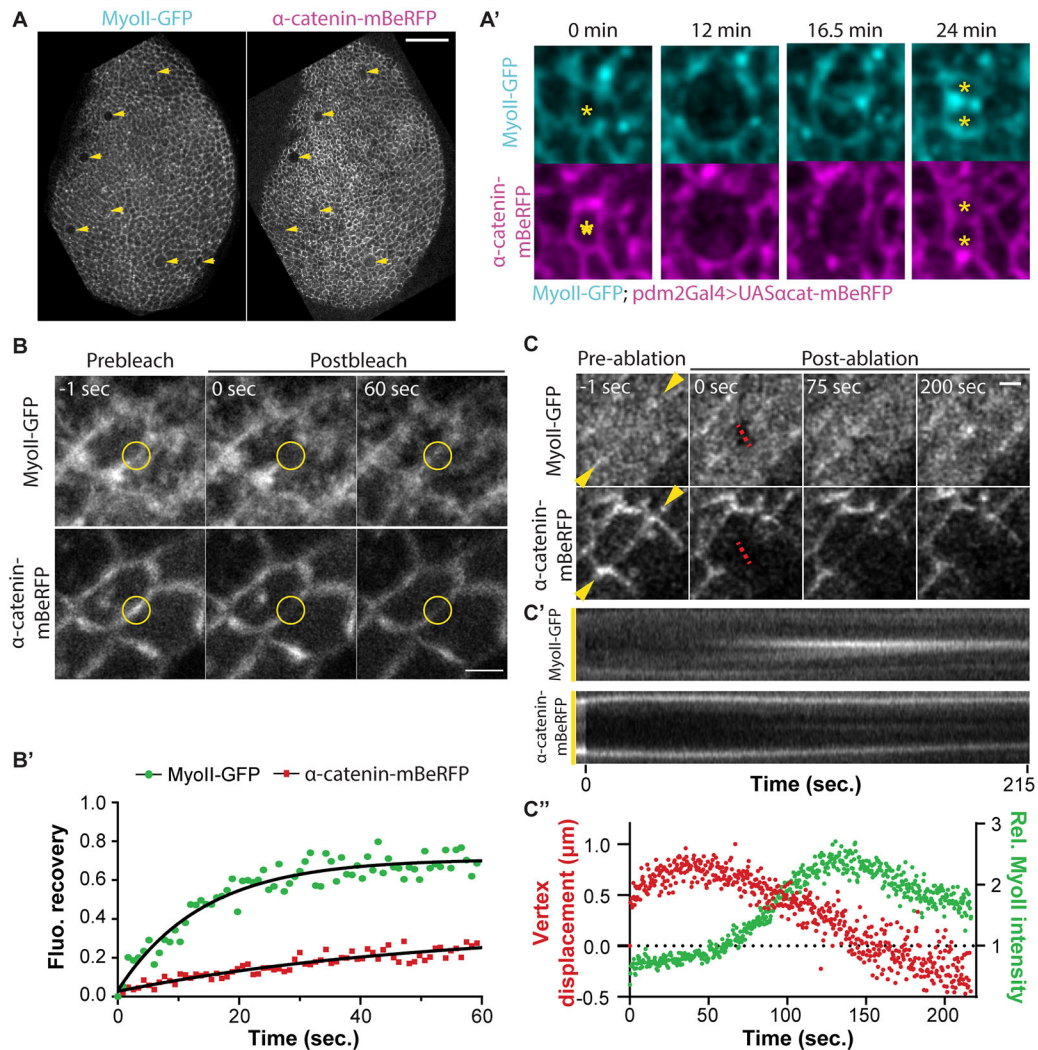 A
MyoII-GFP
α-catenin-mBeRFP
A’
0 min
12 min
16.5 min
24 min
MyoII-GFP
*
*
*
α-catenin-
mBeRFP
*
*
*
MyoII-GFP; pdm2Gal4>UASαcat-mBeRFP
B
Prebleach
Postbleach
-1 sec
0 sec
60 sec
MyoII-GFP
α-catenin-
mBeRFP
C
Pre-ablation
Post-ablation
-1 sec
0 sec
75 sec
200 sec
MyoII-GFP
α-catenin-
mBeRFP
C’
MyoII-GFP
α-catenin-
mBeRFP
0
Time (sec.)
215
B’
MyoII-GFP
α-catenin-mBeRFP
Fluo. recovery
1.0
0.8
0.6
0.4
0.2
0.0
0
20
40
60
Time (sec.)
C”
Vertex
displacement (µm)
1.0
0.5
0.0
-0.5
0
50
100
150
200
Time (sec.)
3
2
1
Rel. MyoII intensity